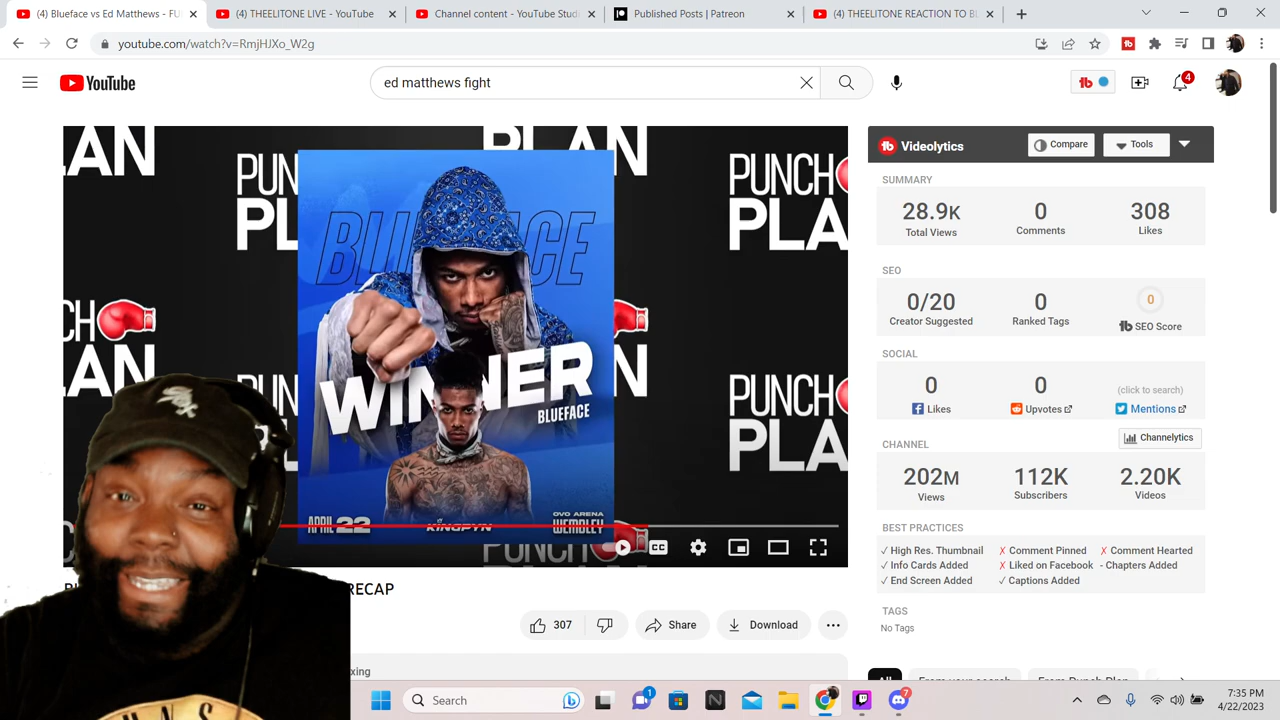 (4) Blueface vs Ed Matthews - FU
(4) THEELITONE LIVE - YouTube
Channel content - YouTube Stud
Published Posts | Patreon
(4) THEELITONE REACTION TO BL
youtube.com/watch?v=RmjHJXo_W2g
YouTube
ed matthews fight
4
PUNCH
PLAN
BLUEFACE
WINNER
BLUEFACE
APRIL 22
KINGPYN
OVO ARENA
WEMBLEY
RECAP
307
Share
Download
xing
Videolytics
Compare
Tools
SUMMARY
28.9K
0
308
Total Views
Comments
Likes
SEO
0/20
0
0
Creator Suggested
Ranked Tags
SEO Score
SOCIAL
0
0
(click to search)
Likes
Upvotes
Mentions
CHANNEL
Channelytics
202M
112K
2.20K
Views
Subscribers
Videos
BEST PRACTICES
✓ High Res. Thumbnail
✗ Comment Pinned
✗ Comment Hearted
✓ Info Cards Added
✗ Liked on Facebook
- Chapters Added
✓ End Screen Added
✓ Captions Added
TAGS
No Tags
All
From your search
From Punch Plan
Search
1
7
7:35 PM
4/22/2023